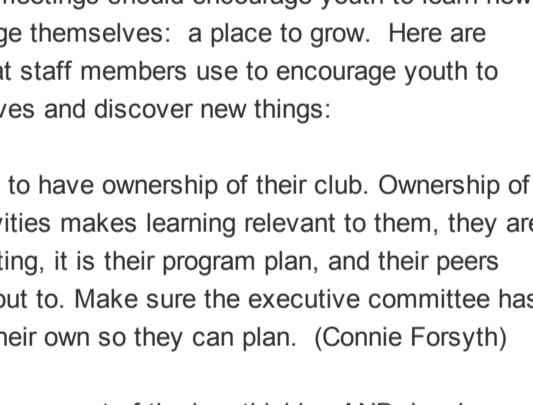 should encourage youth to learn
ge themselves: a place to grow. Here are
at staff members use to encourage youth to
ves and discover new things:
to have ownership of their club. Ownership of
vities makes learning relevant to them, they are
ting, it is their program plan, and their peers
out to. Make sure the executive committee has
heir own so they can plan. (Connie Forsyth)